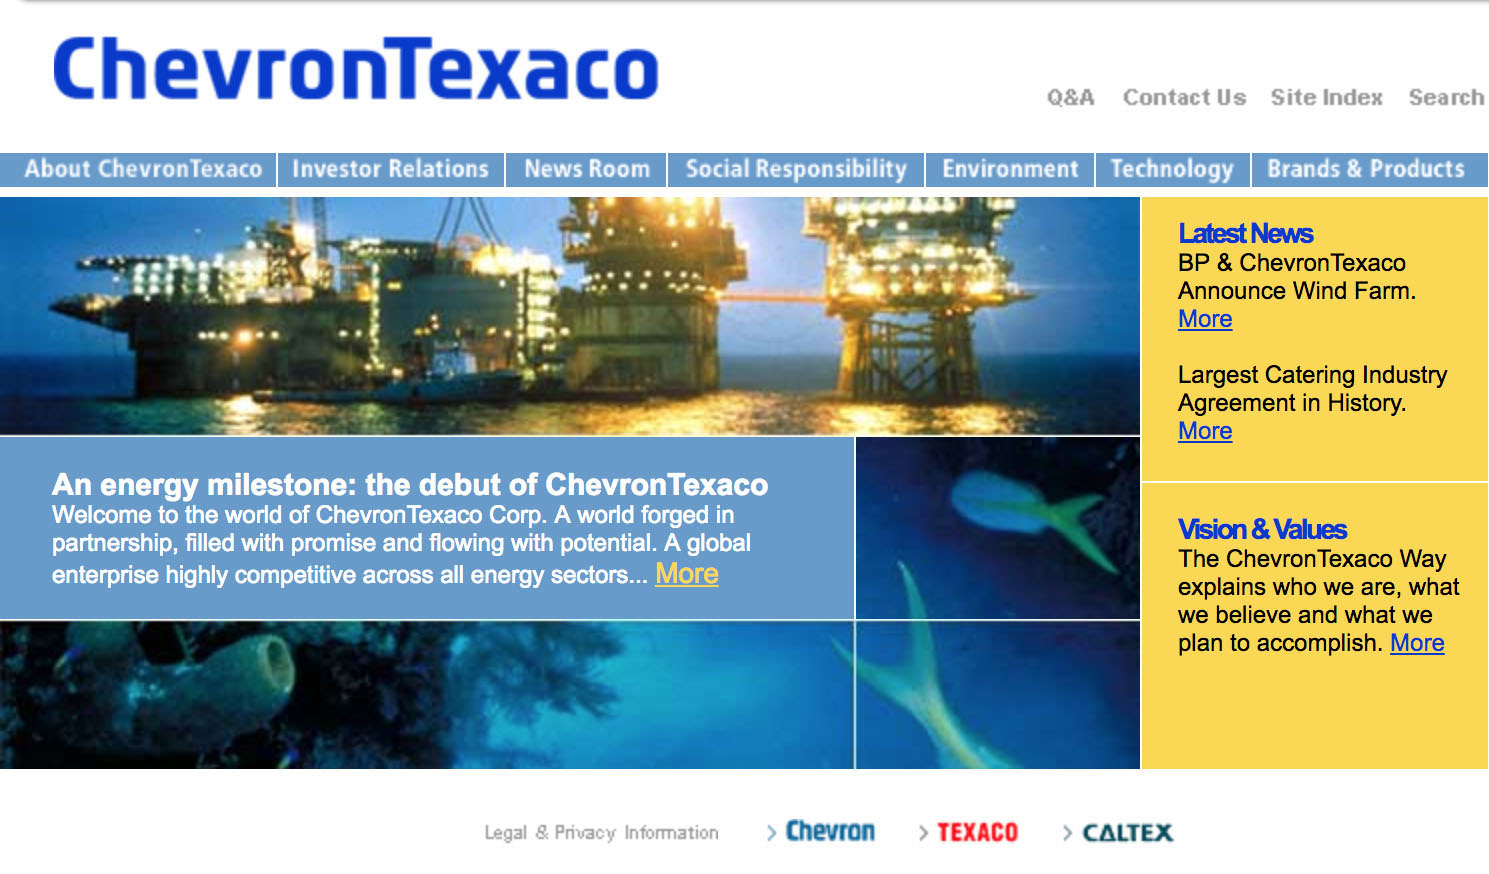 ChevronTexaco
Q&A Contact Us Site Index Search
About ChevronTexaco Investor Relations News Room Social Responsibility Environment Technology Brands & Products
An energy milestone: the debut of ChevronTexaco
Welcome to the world of ChevronTexaco Corp. A world forged in
partnership, filled with promise and flowing with potential. A global
enterprise highly competitive across all energy sectors... More
Latest News
BP & ChevronTexaco
Announce Wind Farm.
More
Largest Catering Industry
Agreement in History.
More
Vision & Values
The ChevronTexaco Way
explains who we are, what
we believe and what we
plan to accomplish. More
Legal & Privacy Information > Chevron > TEXACO > CALTEX